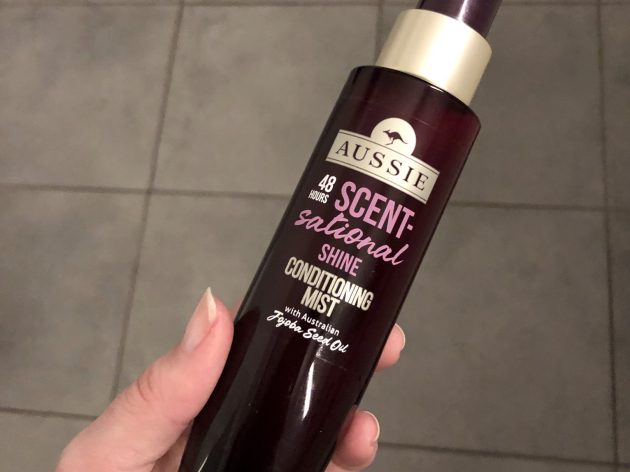 AUSSIE
48
HOURS
SCENT-
sational
SHINE
CONDITIONING
MIST
with Australian
Jojoba Seed Oil